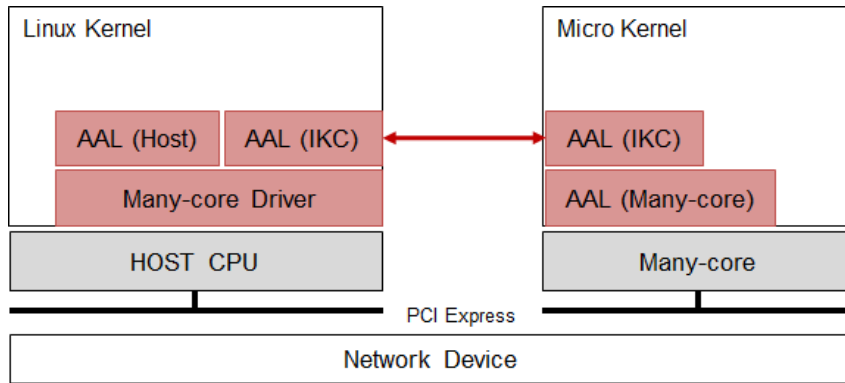 Linux Kernel
Micro Kernel
AAL (Host)
AAL (IKC)
AAL (IKC)
Many-core Driver
AAL (Many-core)
HOST CPU
Many-core
PCI Express
Network Device